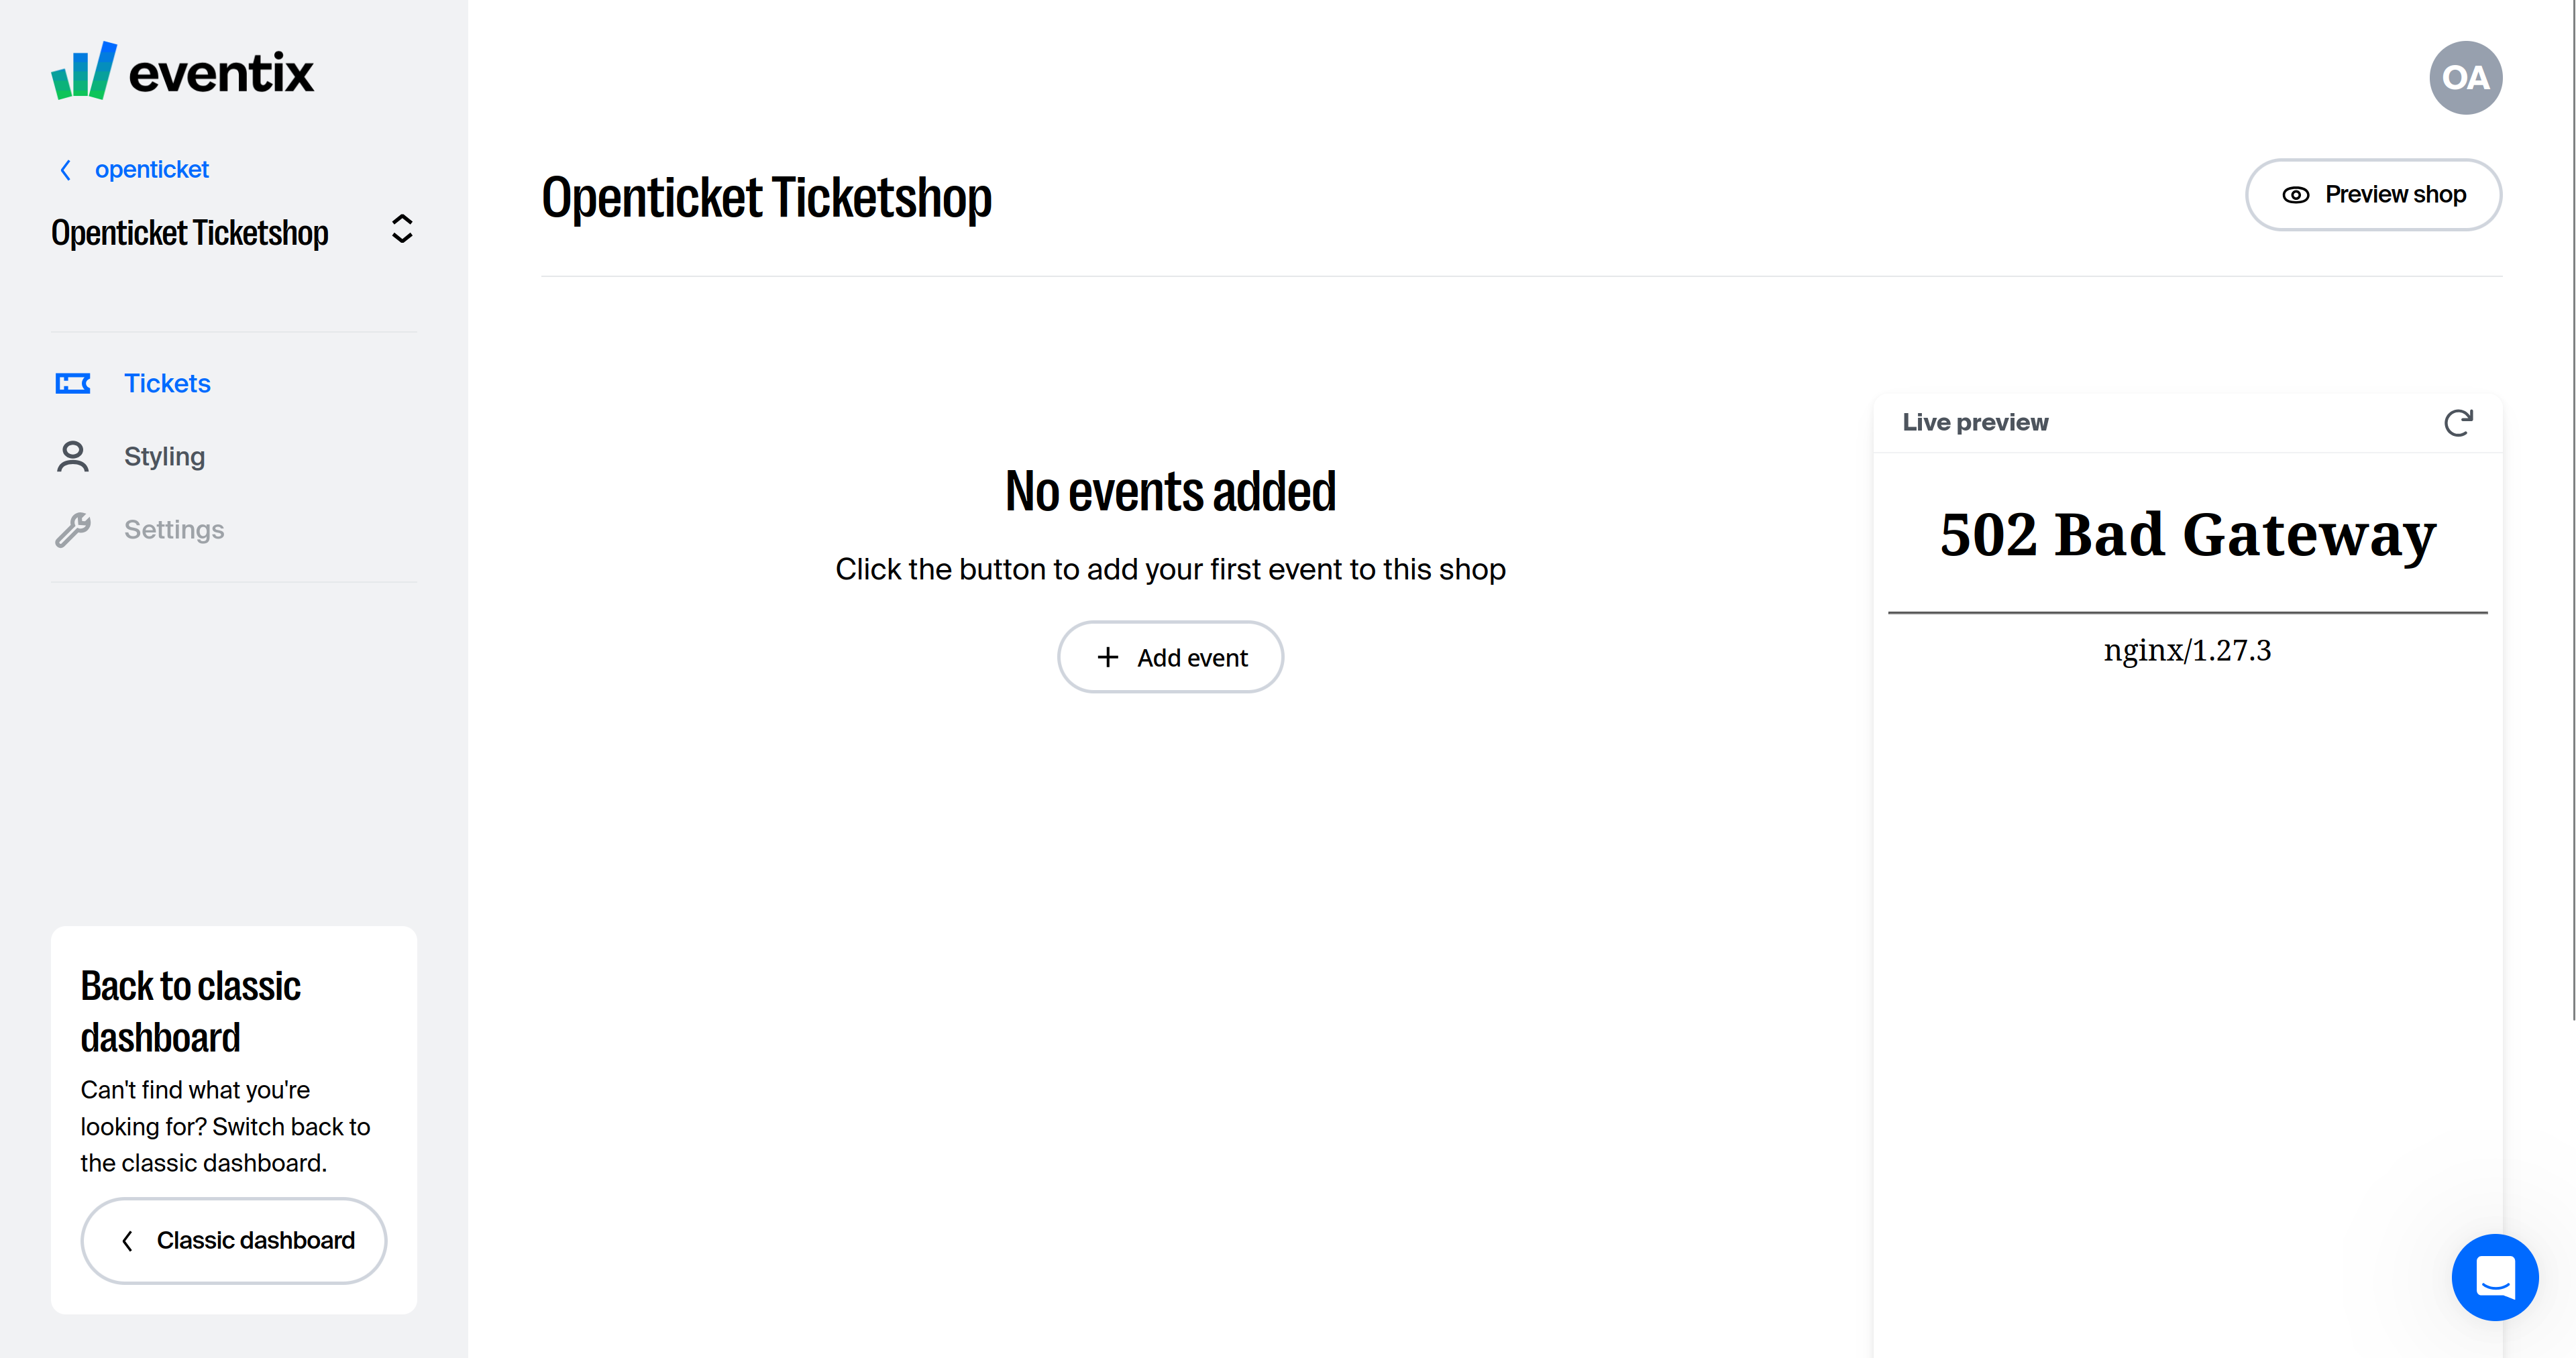 eventix
openticket
Openticket Ticketshop
Tickets
Styling
Settings
Back to classic
dashboard
Can't find what you're
looking for? Switch back to
the classic dashboard.
Classic dashboard
OA
Openticket Ticketshop
Preview shop
No events added
Click the button to add your first event to this shop
Add event
Live preview
502 Bad Gateway
nginx/1.27.3